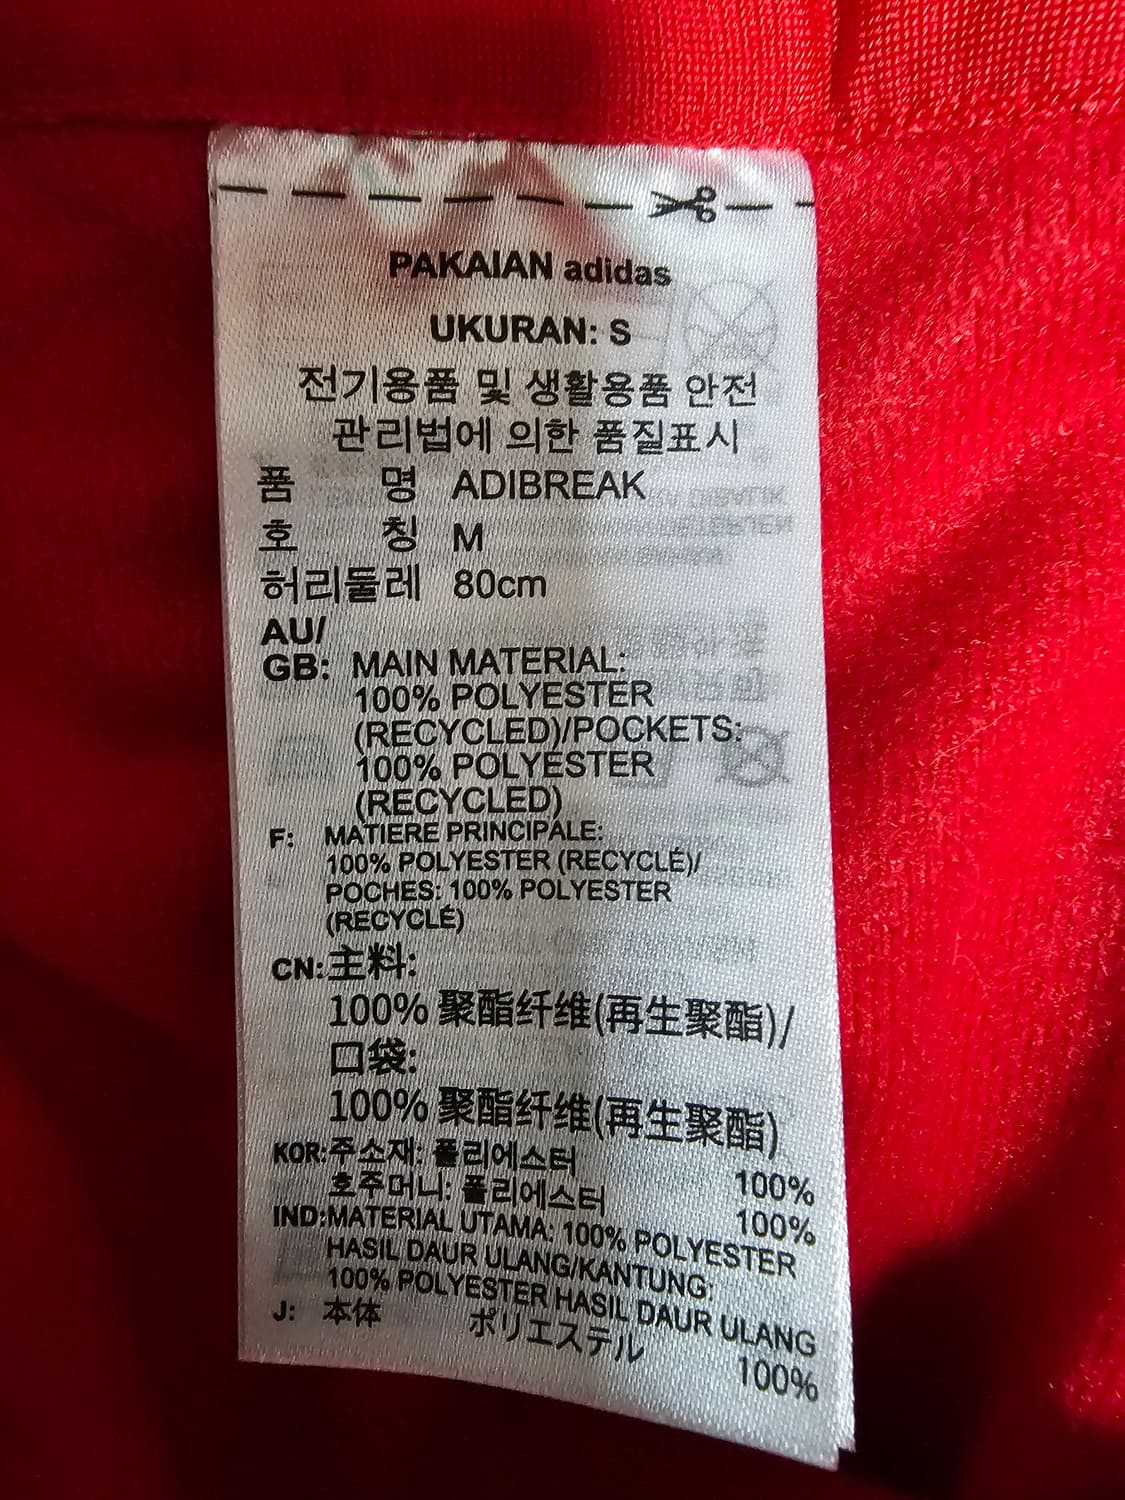 PAKAIAN adidas
UKURAN: S
전기용품 및 생활용품 안전
관리법에 의한 품질표시
품 명 ADIBREAK
호 칭 M
허리둘레 80cm
AU/
GB: MAIN MATERIAL:
100% POLYESTER
(RECYCLED)/POCKETS:
100% POLYESTER
(RECYCLED)
F: MATIERE PRINCIPALE:
100% POLYESTER (RECYCLÉ)/
POCHES: 100% POLYESTER
(RECYCLÉ)
CN: 主料:
100% 聚酯纤维(再生聚酯)/
口袋:
100% 聚酯纤维(再生聚酯)
KOR: 주소재: 폴리에스터 100%
호주머니: 폴리에스터 100%
IND: MATERIAL UTAMA: 100% POLYESTER
HASIL DAUR ULANG/KANTUNG:
100% POLYESTER HASIL DAUR ULANG
J: 本体 ポリエステル 100%